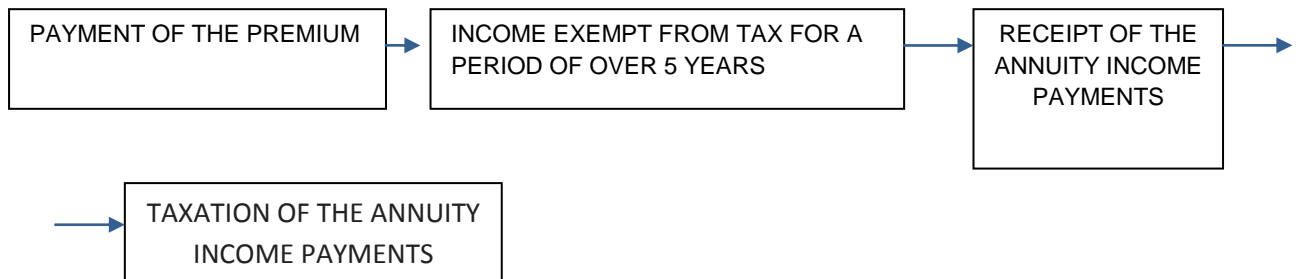 PAYMENT OF THE PREMIUM
INCOME EXEMPT FROM TAX FOR A
PERIOD OF OVER 5 YEARS
RECEIPT OF THE
ANNUITY INCOME
PAYMENTS
TAXATION OF THE ANNUITY
INCOME PAYMENTS